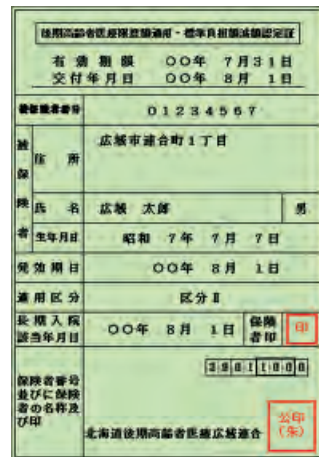 後期高齢者医療限度額適用・標準負担額減額認定証
有効期限 〇〇年 7月31日
交付年月日 〇〇年 8月 1日
被保険者番号 01234567
被保険者
住所 広域市連合町1丁目
氏名 広域 太郎 男
生年月日 昭和 7年 7月 7日
発効期日 〇〇年 8月 1日
適用区分 区分Ⅱ
長期入院該当年月日 〇〇年 8月 1日 保険者印 印
保険者番号並びに保険者の名称及び印
39011000
北海道後期高齢者医療広域連合
公印(朱)